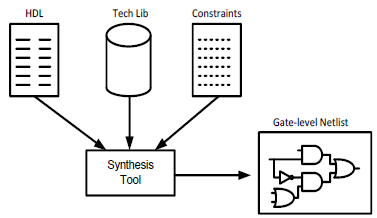 HDL
Tech Lib
Constraints
Gate-level Netlist
Synthesis
Tool